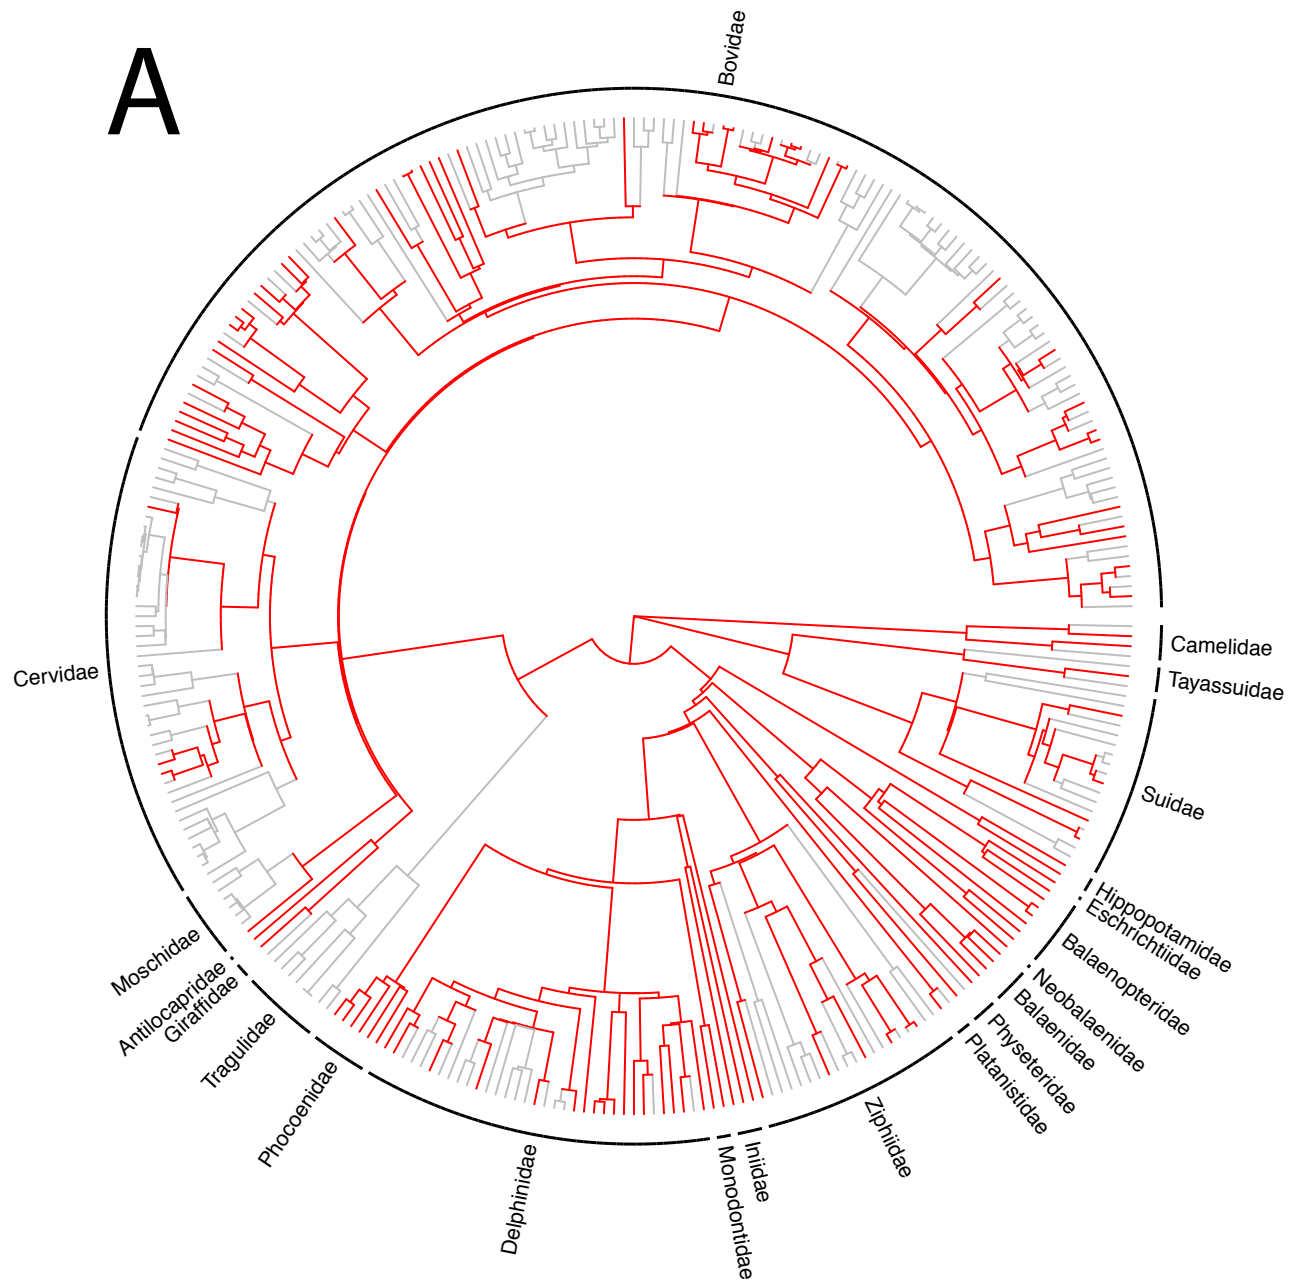 A
Bovidae
Camelidae
Tayassuidae
Suidae
Hippopotamidae
Eschrichtiidae
Balaenopteridae
Neobalaenidae
Balaenidae
Physeteridae
Platanistidae
Ziphiidae
Iniidae
Monodontidae
Delphinidae
Phocoenidae
Tragulidae
Giraffidae
Antilocapridae
Moschidae
Cervidae